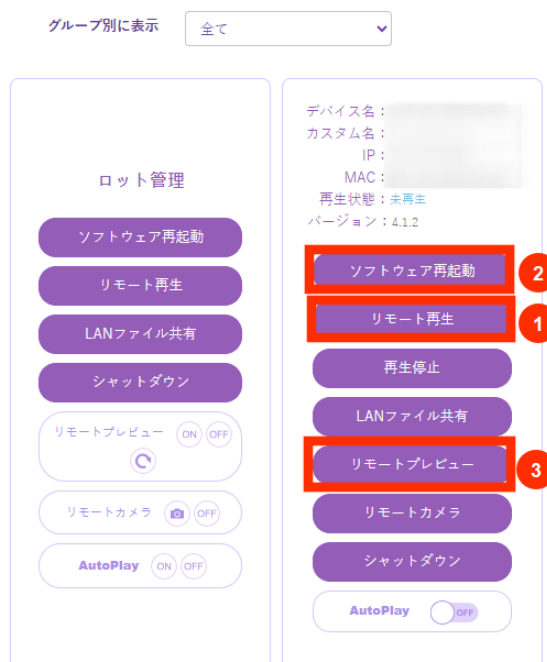 グループ別に表示 全て
ロット管理
ソフトウェア再起動
リモート再生
LANファイル共有
シャットダウン
リモートプレビュー ON OFF
リモートカメラ OFF
AutoPlay ON OFF
デバイス名：
カスタム名：
IP：
MAC：
再生状態：未再生
バージョン：4.1.2
ソフトウェア再起動 2
リモート再生 1
再生停止
LANファイル共有
リモートプレビュー 3
リモートカメラ
シャットダウン
AutoPlay OFF